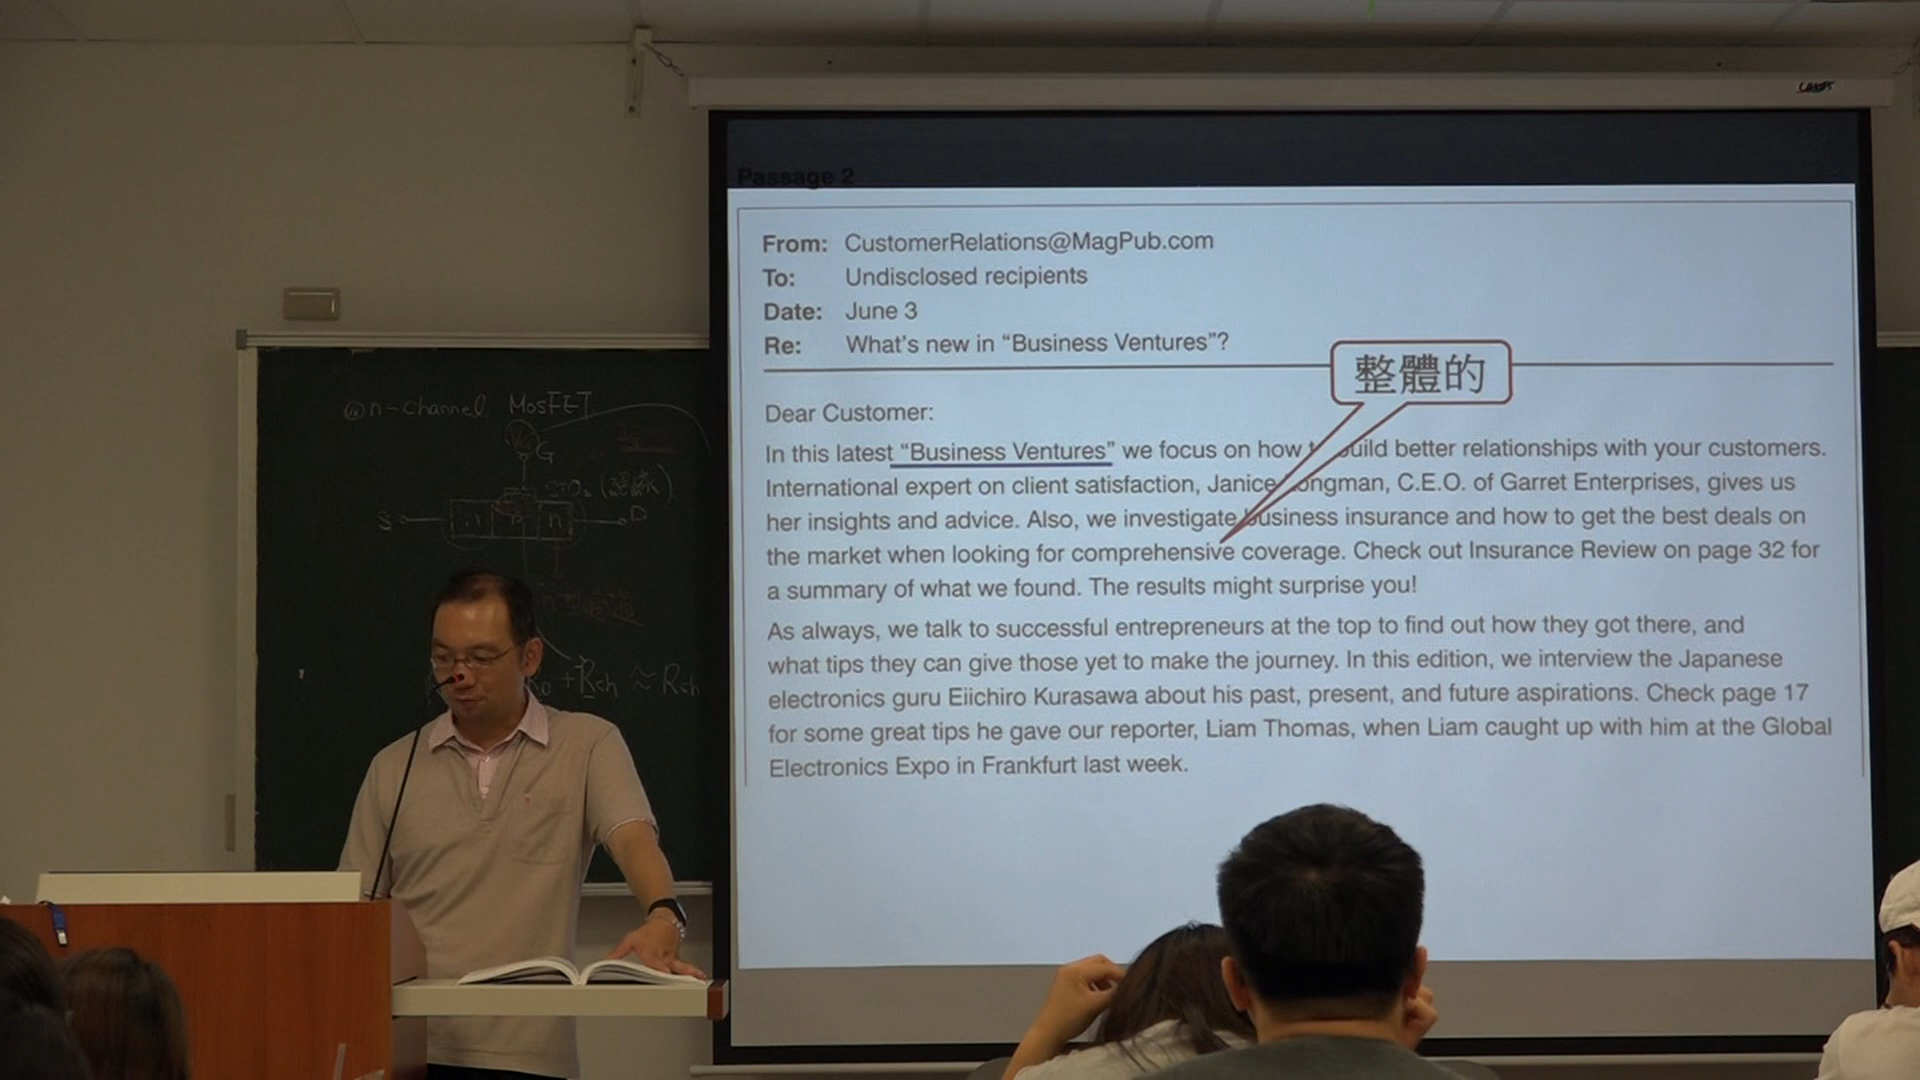 Passage 2
From: CustomerRelations@MagPub.com
To: Undisclosed recipients
Date: June 3
Re: What's new in “Business Ventures”?
整體的
Dear Customer:
In this latest “Business Ventures” we focus on how build better relationships with your customers.
International expert on client satisfaction, Janice ongman, C.E.O. of Garret Enterprises, gives us
her insights and advice. Also, we investigate business insurance and how to get the best deals on
the market when looking for comprehensive coverage. Check out Insurance Review on page 32 for
a summary of what we found. The results might surprise you!
As always, we talk to successful entrepreneurs at the top to find out how they got there, and
what tips they can give those yet to make the journey. In this edition, we interview the Japanese
electronics guru Eiichiro Kurasawa about his past, present, and future aspirations. Check page 17
for some great tips he gave our reporter, Liam Thomas, when Liam caught up with him at the Global
Electronics Expo in Frankfurt last week.
n-channel MosFET
G
S
n
D
+Rch ≈ Rch